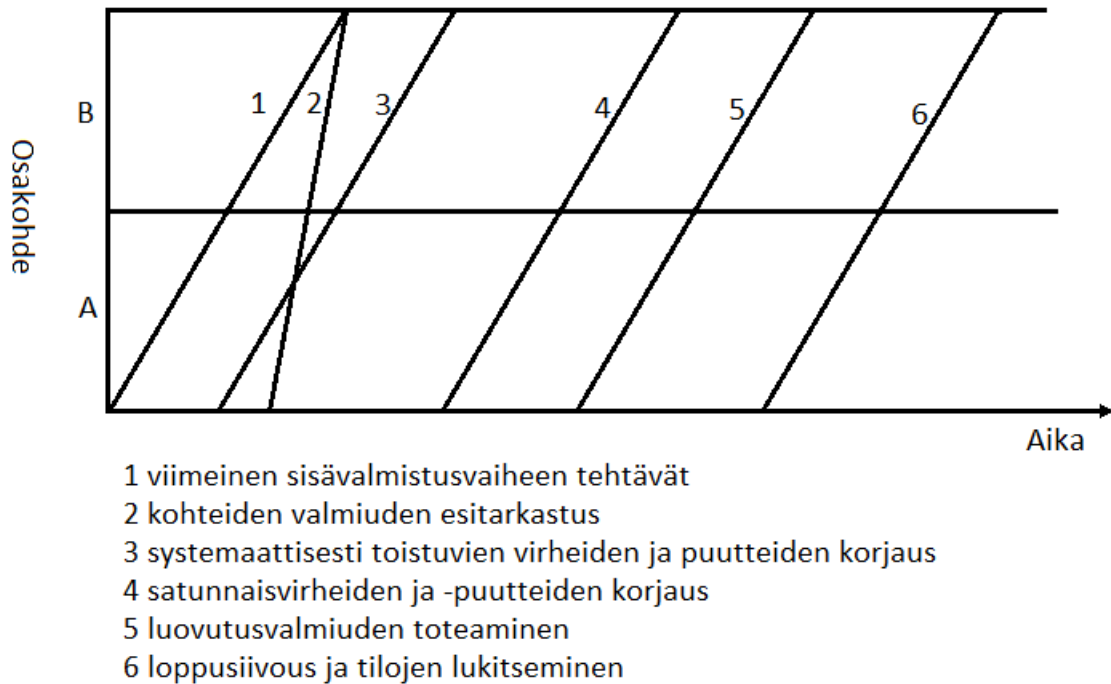 B
1
2
3
4
5
6
Osakohde
A
Aika
1 viimeinen sisävalmistusvaiheen tehtävät
2 kohteiden valmiuden esitarkastus
3 systemaattisesti toistuvien virheiden ja puutteiden korjaus
4 satunnaisvirheiden ja -puutteiden korjaus
5 luovutusvalmiuden toteaminen
6 loppusiivous ja tilojen lukitseminen